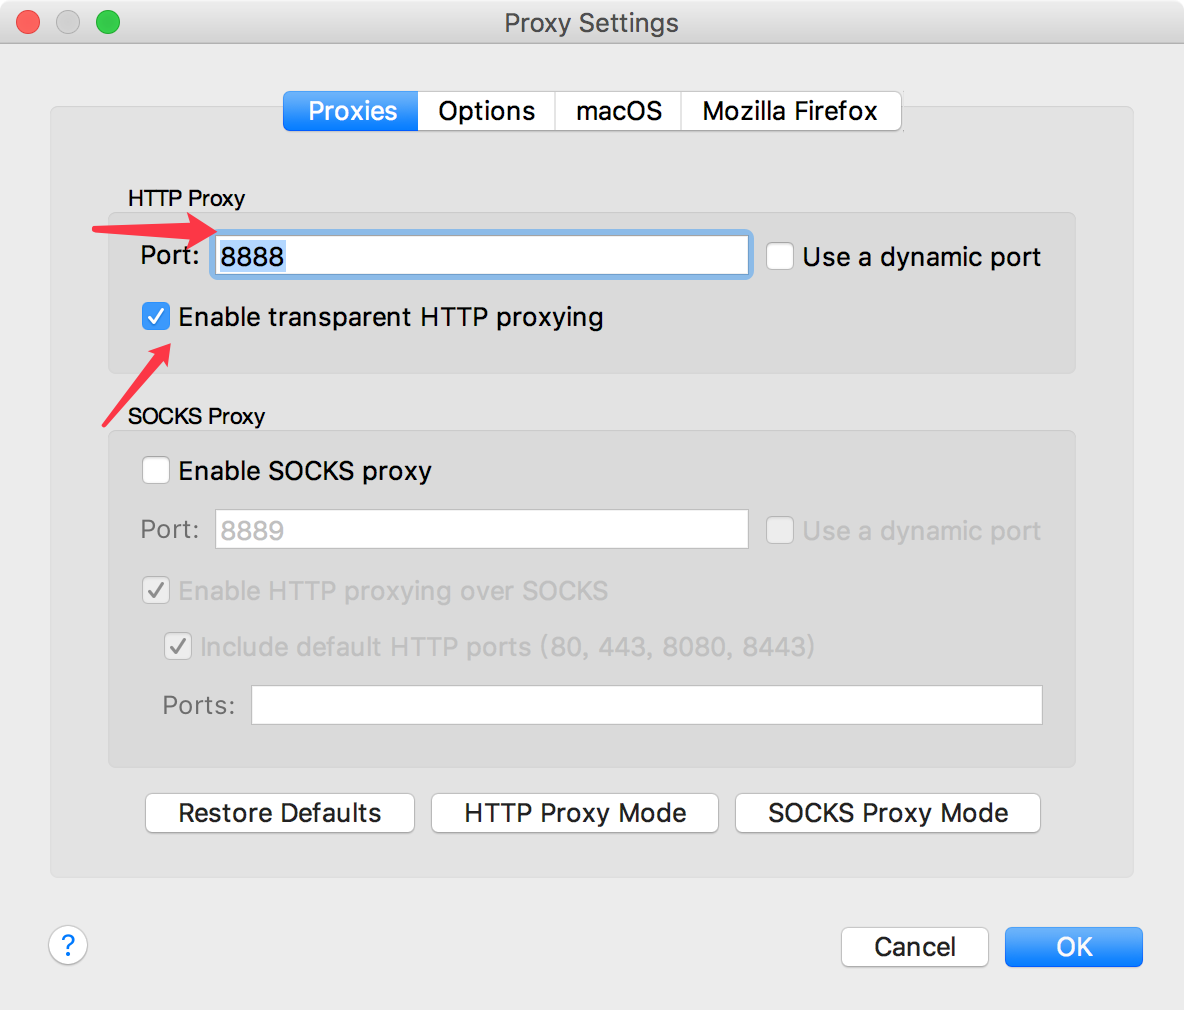 Proxy Settings
Proxies Options macOS Mozilla Firefox
HTTP Proxy
Port: 8888 Use a dynamic port
Enable transparent HTTP proxying
SOCKS Proxy
Enable SOCKS proxy
Port: 8889 Use a dynamic port
Enable HTTP proxying over SOCKS
Include default HTTP ports (80, 443, 8080, 8443)
Ports:
Restore Defaults HTTP Proxy Mode SOCKS Proxy Mode
? Cancel OK